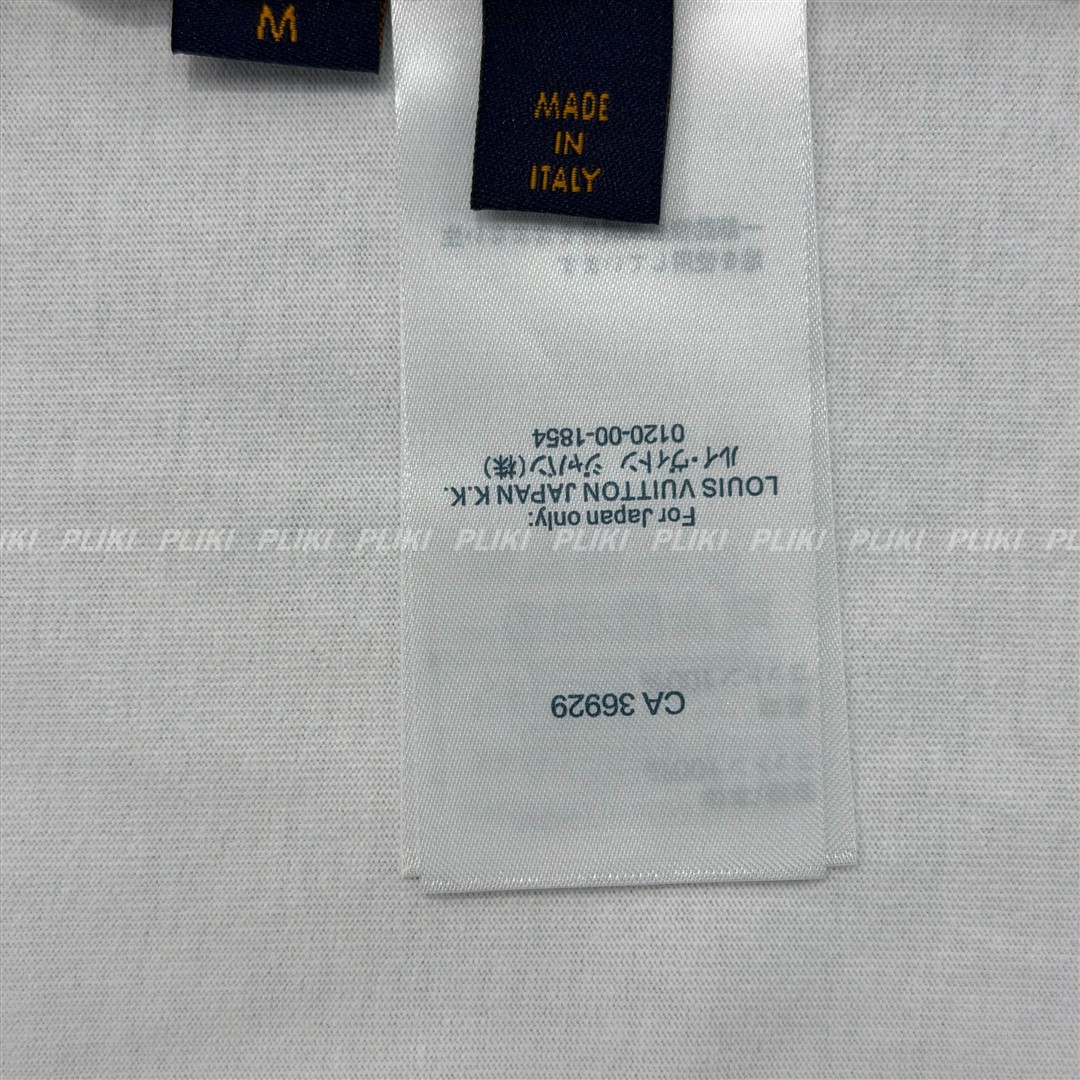 M
MADE
IN
ITALY
For Japan only:
LOUIS VUITTON JAPAN K.K.
ルイ・ヴィトン ジャパン(株)
0120-00-1854
PLIKI PLIKI PLIKI PLIKI PLIKI PLIKI PLIKI PLIKI PLIKI PLIKI
CA 36929